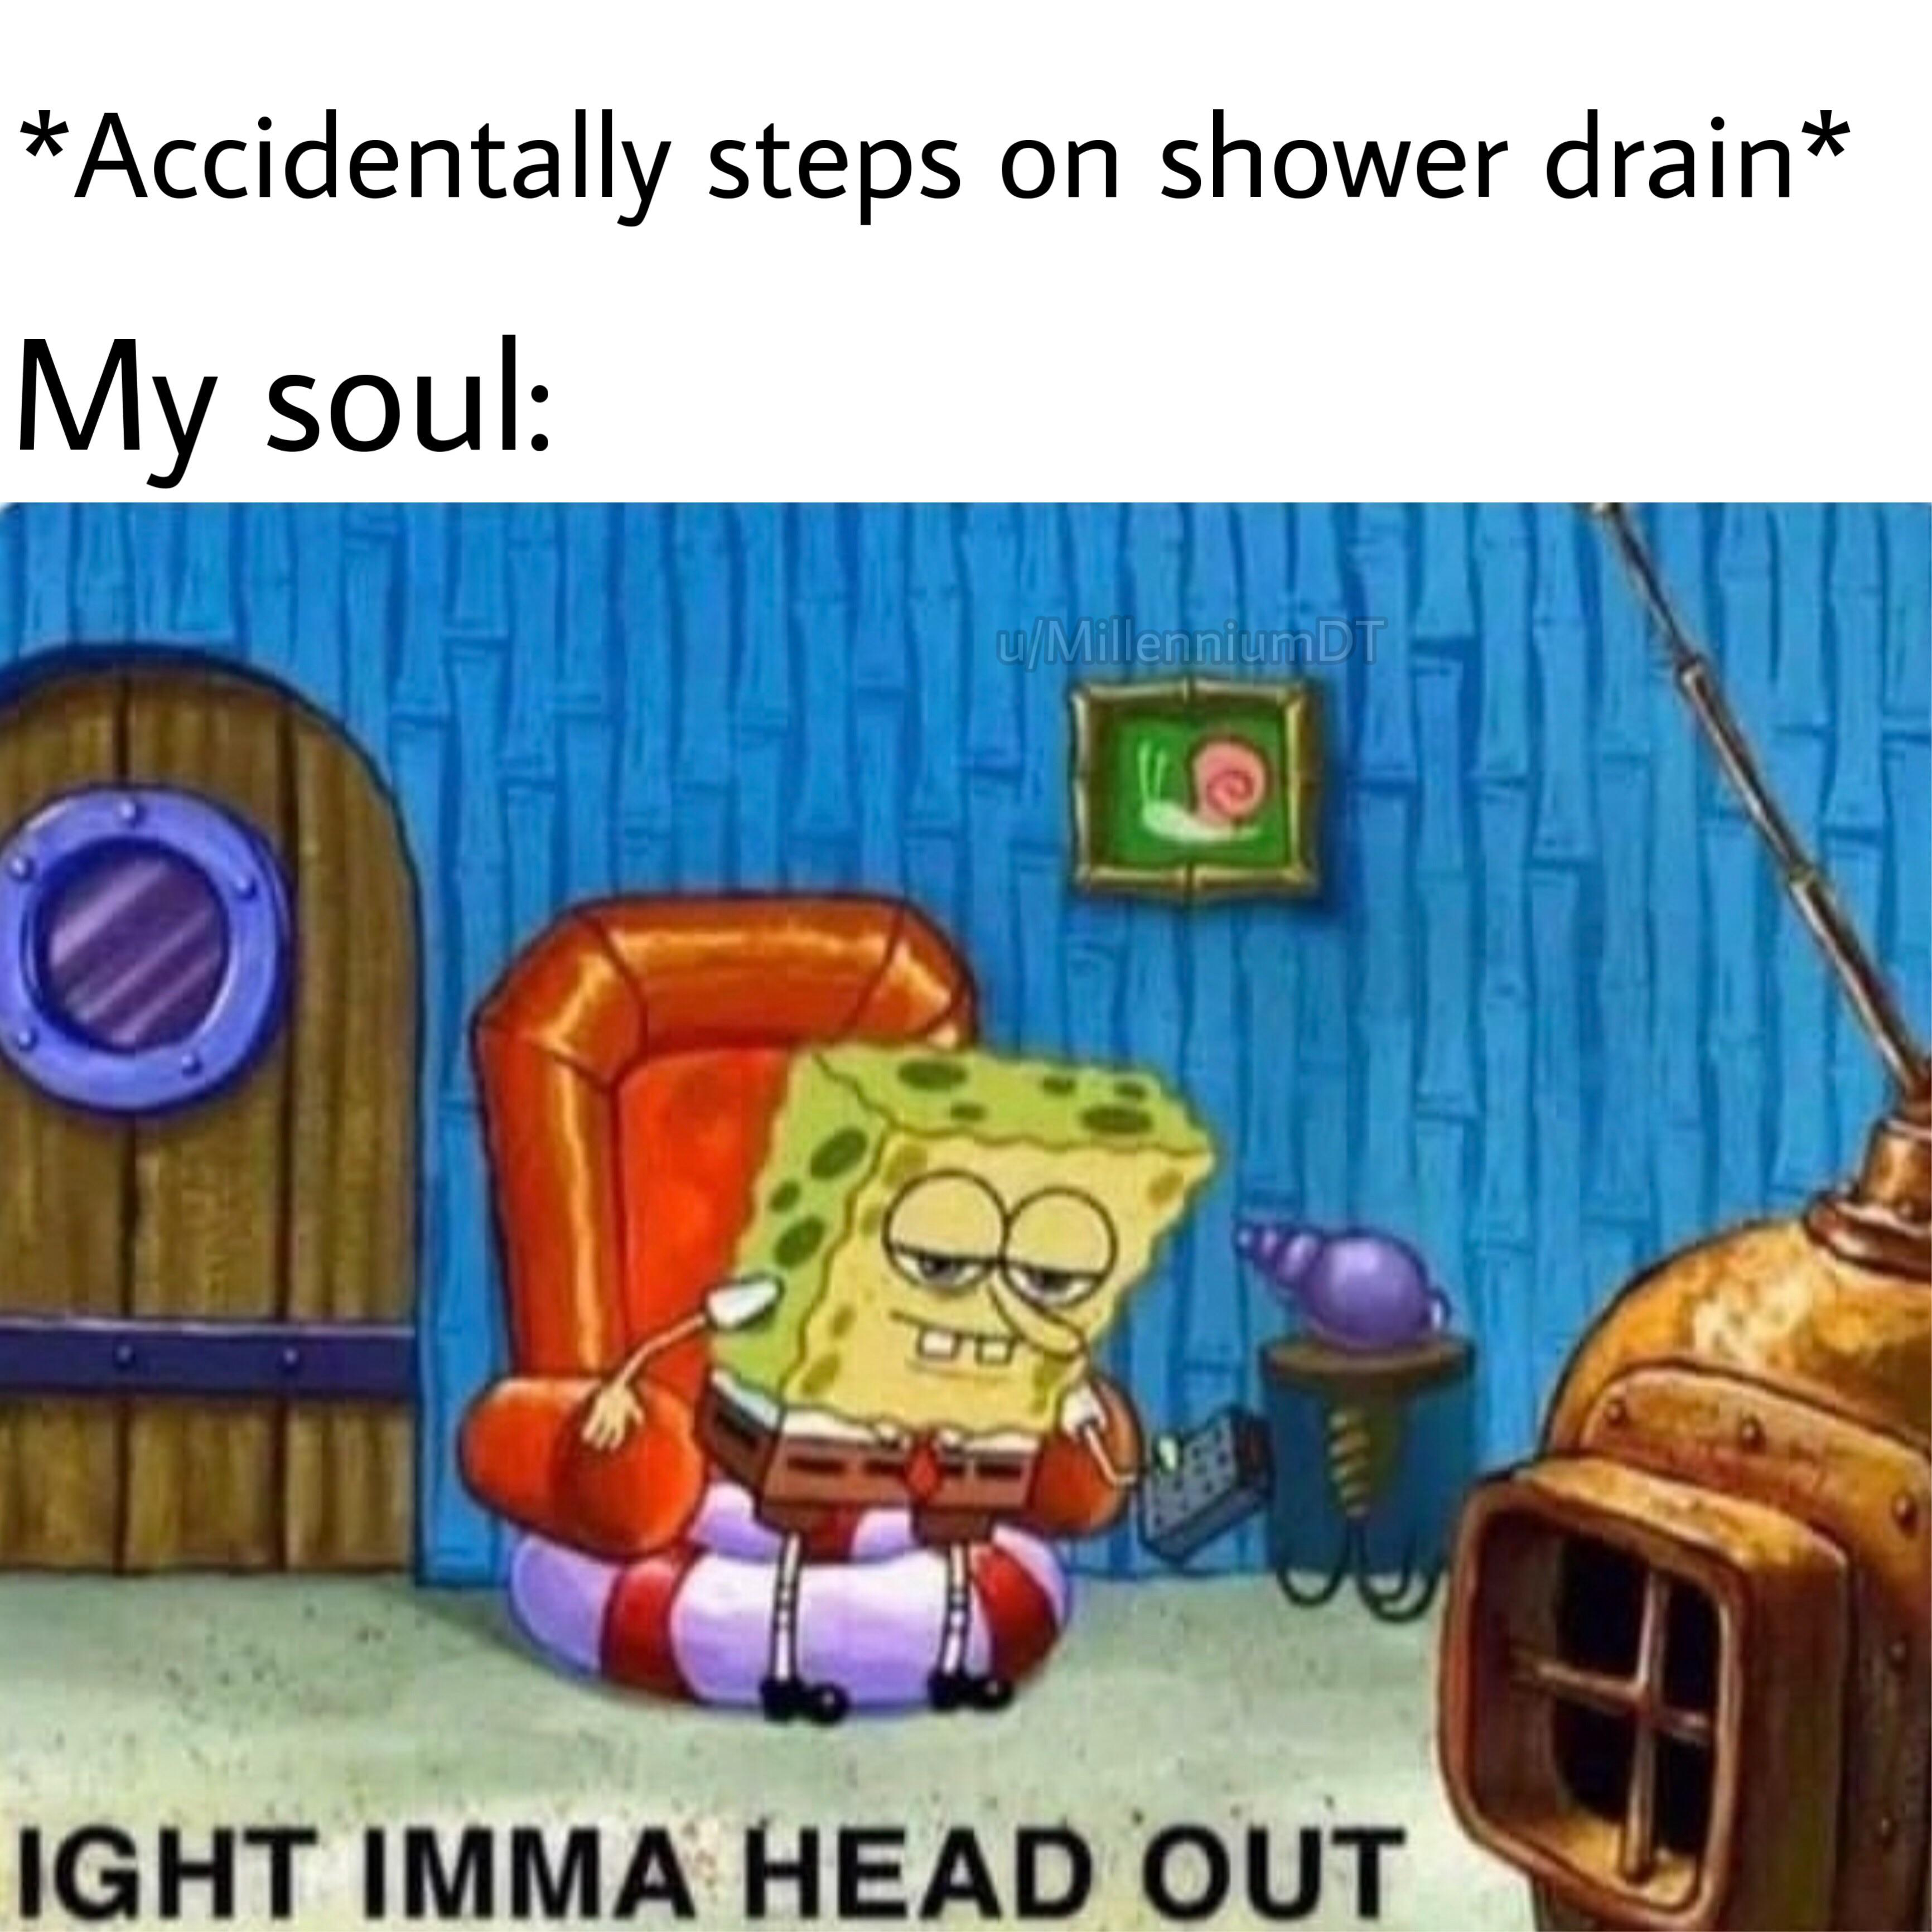 *Accidentally steps on shower drain*
My soul:
u/MillenniumDT
IGHT IMMA HEAD OUT